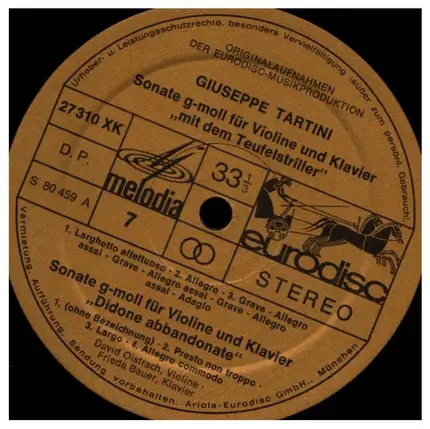 Urheber- u. Leistungsschutzrechte, besonders Vervielfältigung (außer zum persönl. Gebrauch)
ORIGINALAUFNAHMEN
DER EURODISC-MUSIKPRODUKTION
GIUSEPPE TARTINI
Sonate g-moll für Violine und Klavier
„mit dem Teufelstriller"
27 310 XK
D.P.
S 80 459 A
melodia
7
33 1/3
eurodisc
STEREO
1. Larghetto affettuoso · 2. Allegro · 3. Grave - Allegro
assai - Grave - Allegro assai - Grave - Allegro
assai - Adagio
Sonate g-moll für Violine und Klavier
„Didone abbandonate"
1. (ohne Bezeichnung) · 2. Presto non troppo ·
3. Largo · 4. Allegro commodo
David Oistrach, Violine ·
Frieda Bauer, Klavier
Vermietung, Aufführung, Sendung vorbehalten. Ariola-Eurodisc GmbH., München